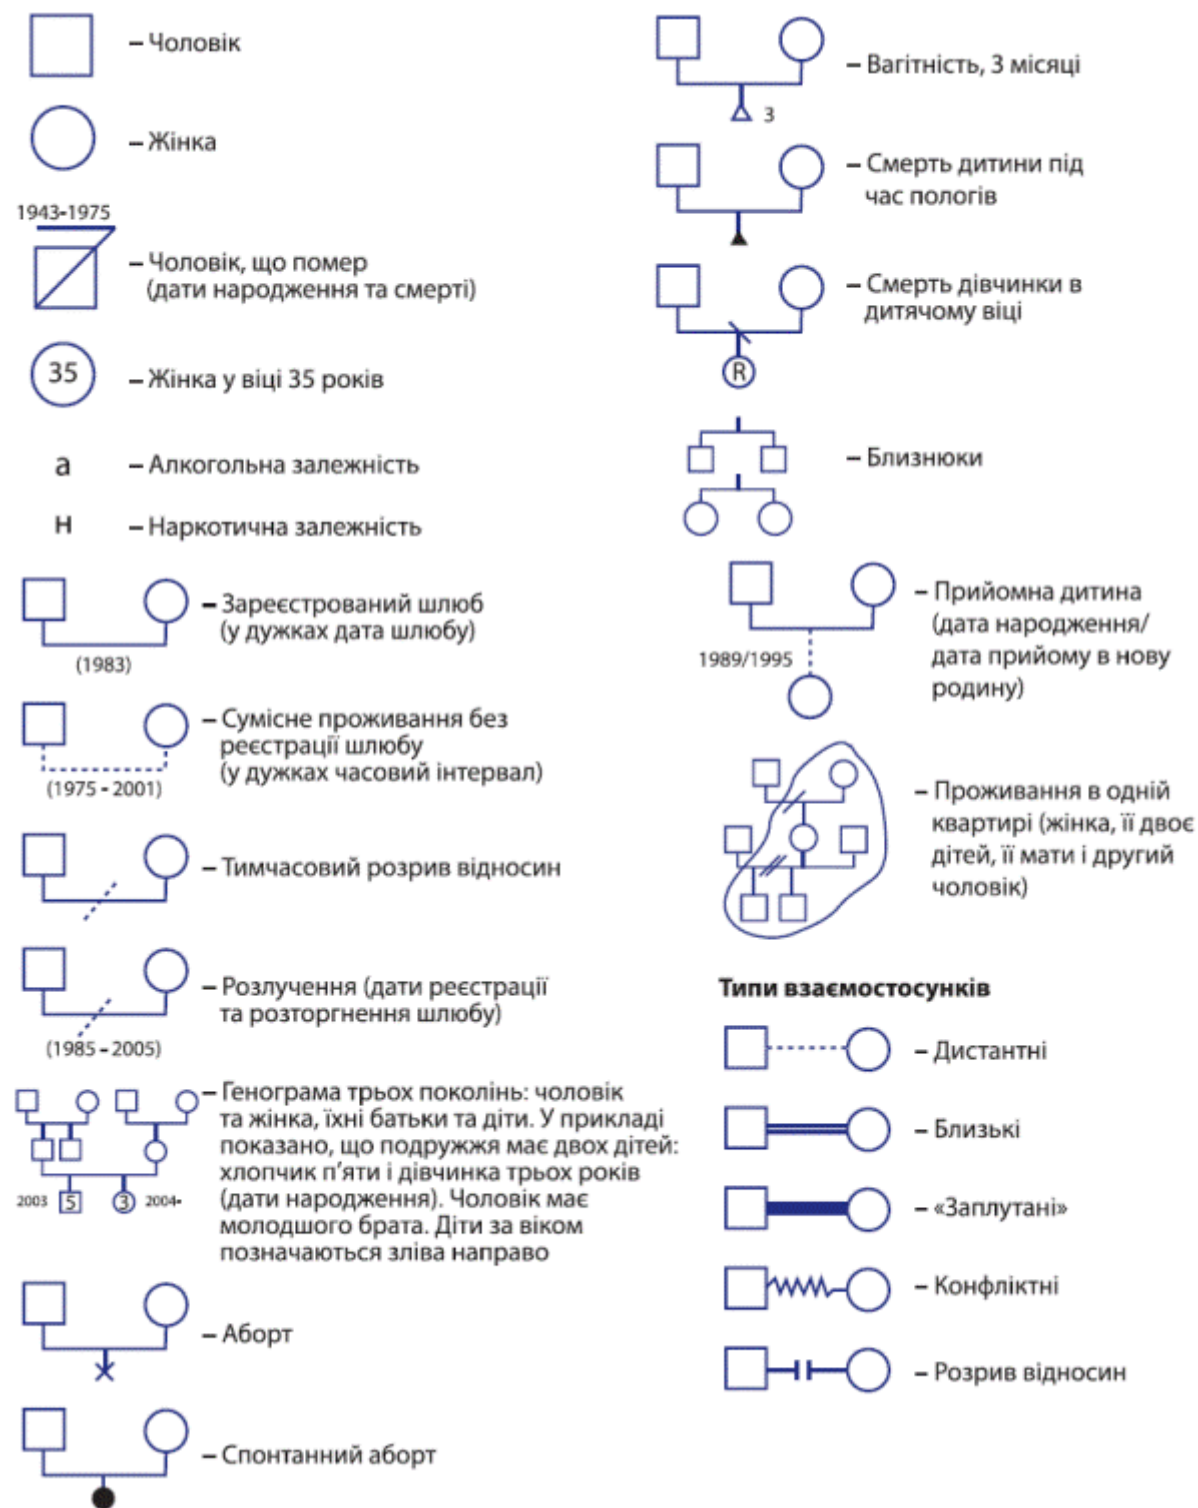 – Чоловік
– Жінка
1943-1975
– Чоловік, що помер
(дати народження та смерті)
35
– Жінка у віці 35 років
а
– Алкогольна залежність
н
– Наркотична залежність
– Зареєстрований шлюб
(у дужках дата шлюбу)
(1983)
– Сумісне проживання без
реєстрації шлюбу
(у дужках часовий інтервал)
(1975 - 2001)
– Тимчасовий розрив відносин
– Розлучення (дати реєстрації
та розторгнення шлюбу)
(1985 - 2005)
– Генограма трьох поколінь: чоловік
та жінка, їхні батьки та діти. У прикладі
показано, що подружжя має двох дітей:
хлопчик п’яти і дівчинка трьох років
(дати народження). Чоловік має
молодшого брата. Діти за віком
позначаються зліва направо
2003 5 3 2004-
– Аборт
– Спонтанний аборт
– Вагітність, 3 місяці
3
– Смерть дитини під
час пологів
– Смерть дівчинки в
дитячому віці
R
– Близнюки
– Прийомна дитина
(дата народження/
дата прийому в нову
родину)
1989/1995
– Проживання в одній
квартирі (жінка, її двоє
дітей, її мати і другий
чоловік)
Типи взаємостосунків
– Дистантні
– Близькі
– «Заплутані»
– Конфліктні
– Розрив відносин